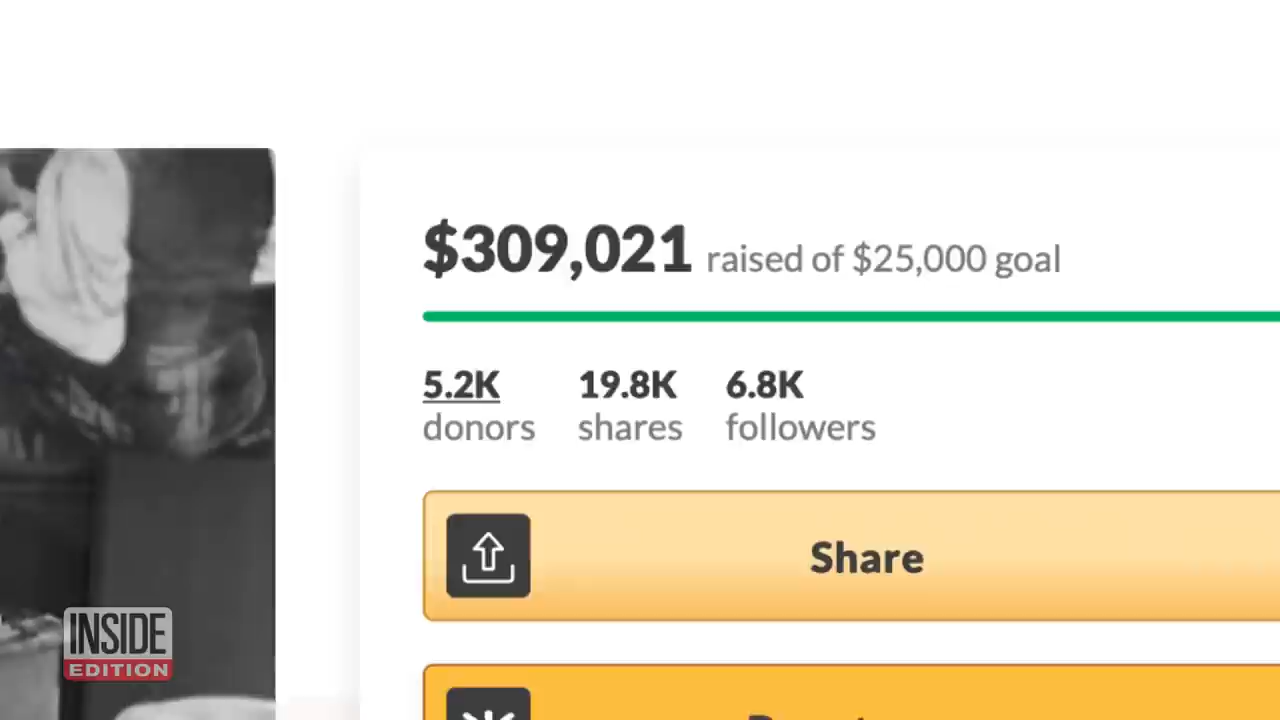 $309,021 raised of $25,000 goal
5.2K 19.8K 6.8K
donors shares followers
Share
INSIDE
EDITION